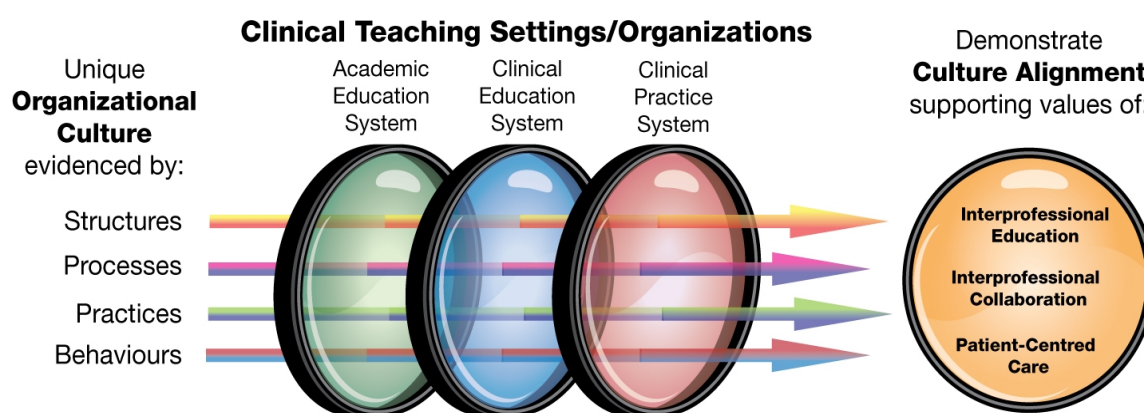 Clinical Teaching Settings/Organizations
Unique
Organizational
Culture
evidenced by:
Academic
Education
System
Clinical
Education
System
Clinical
Practice
System
Demonstrate
Culture Alignment
supporting values of:
Structures
Processes
Practices
Behaviours
Interprofessional
Education
Interprofessional
Collaboration
Patient-Centred
Care